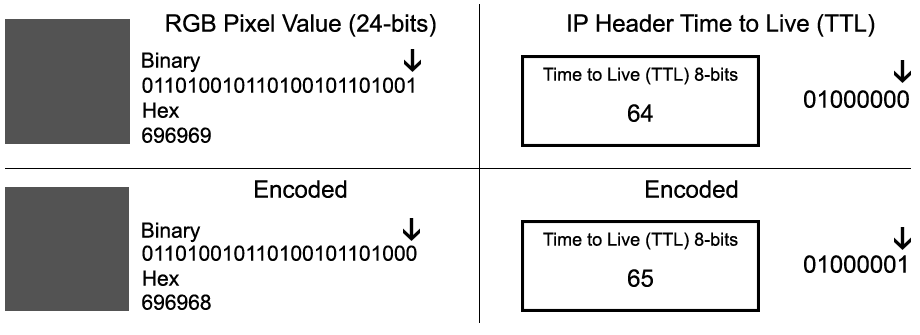 RGB Pixel Value (24-bits)
Binary
011010010110100101101001
Hex
696969
IP Header Time to Live (TTL)
Time to Live (TTL) 8-bits
64
01000000
Encoded
Binary
011010010110100101101000
Hex
696968
Encoded
Time to Live (TTL) 8-bits
65
01000001